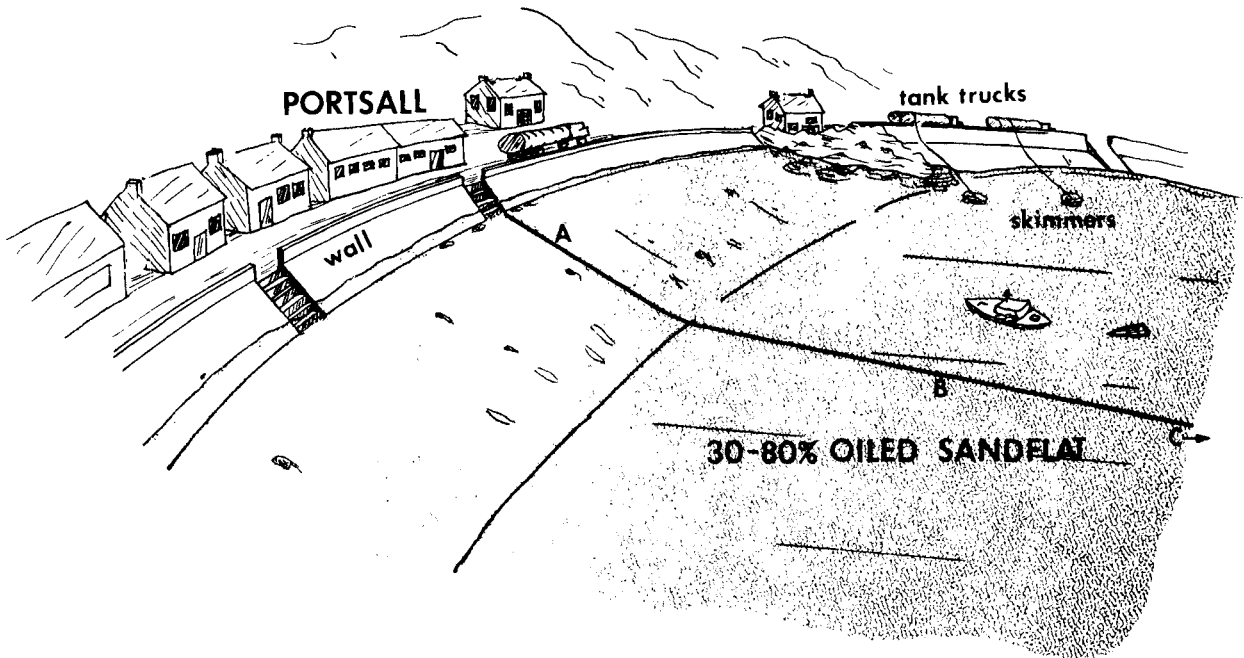 PORTSALL
tank trucks
skimmers
wall
A
B
C
30-80% OILED SANDFLAT